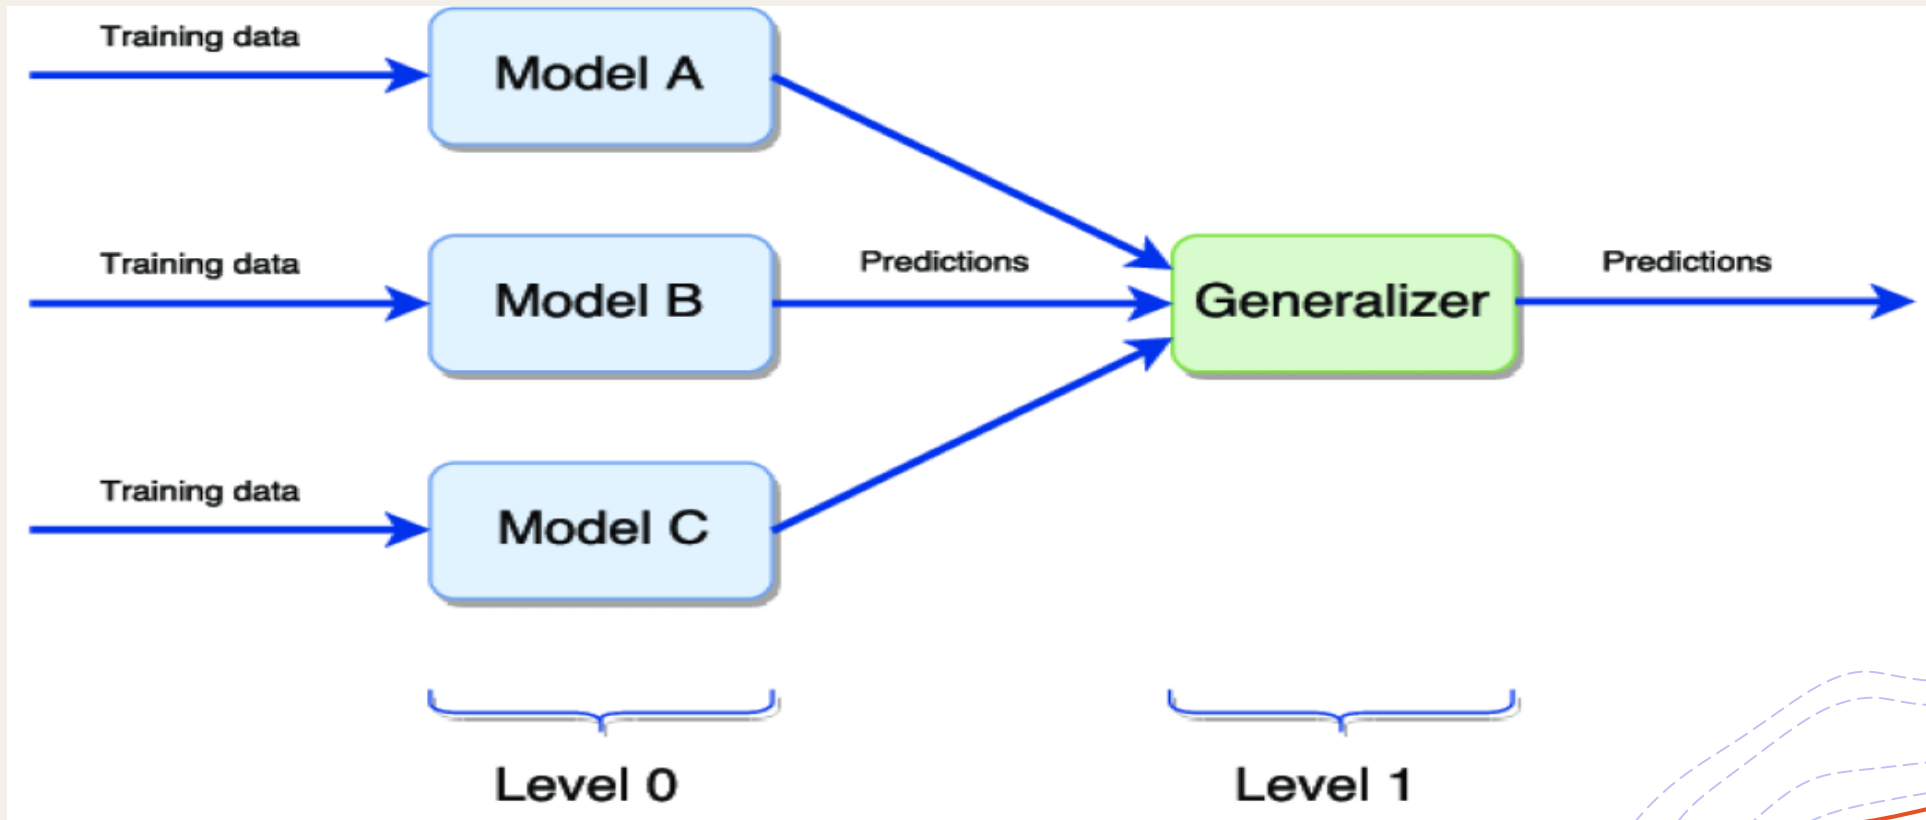 Training data
Model A
Training data
Model B
Predictions
Generalizer
Predictions
Training data
Model C
Level 0
Level 1